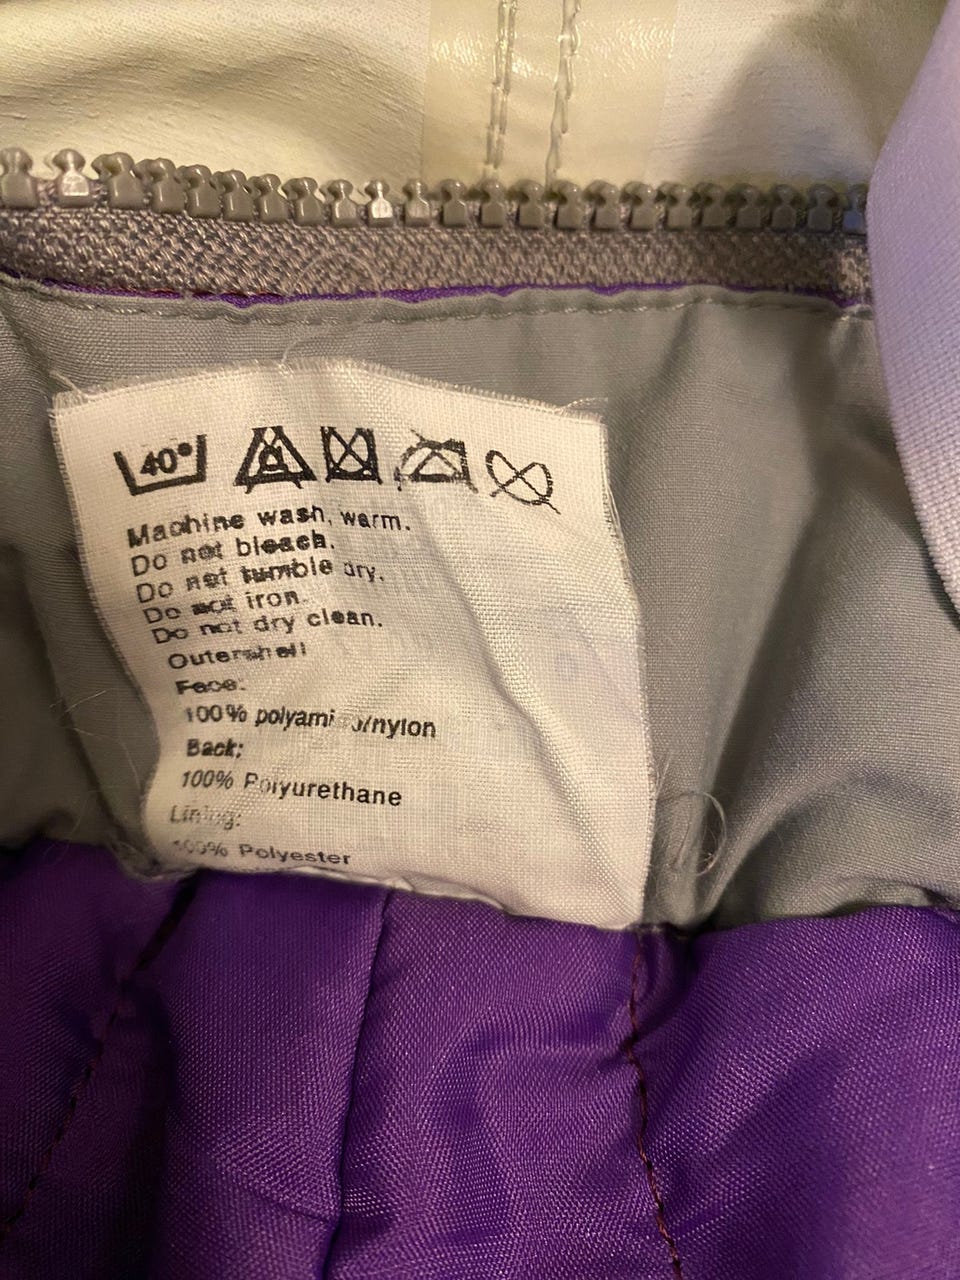 40°
Machine wash, warm.
Do not bleach.
Do not tumble dry.
Do not iron.
Do not dry clean.
Outershell
Face:
100% polyamide/nylon
Back:
100% Polyurethane
Lining:
100% Polyester